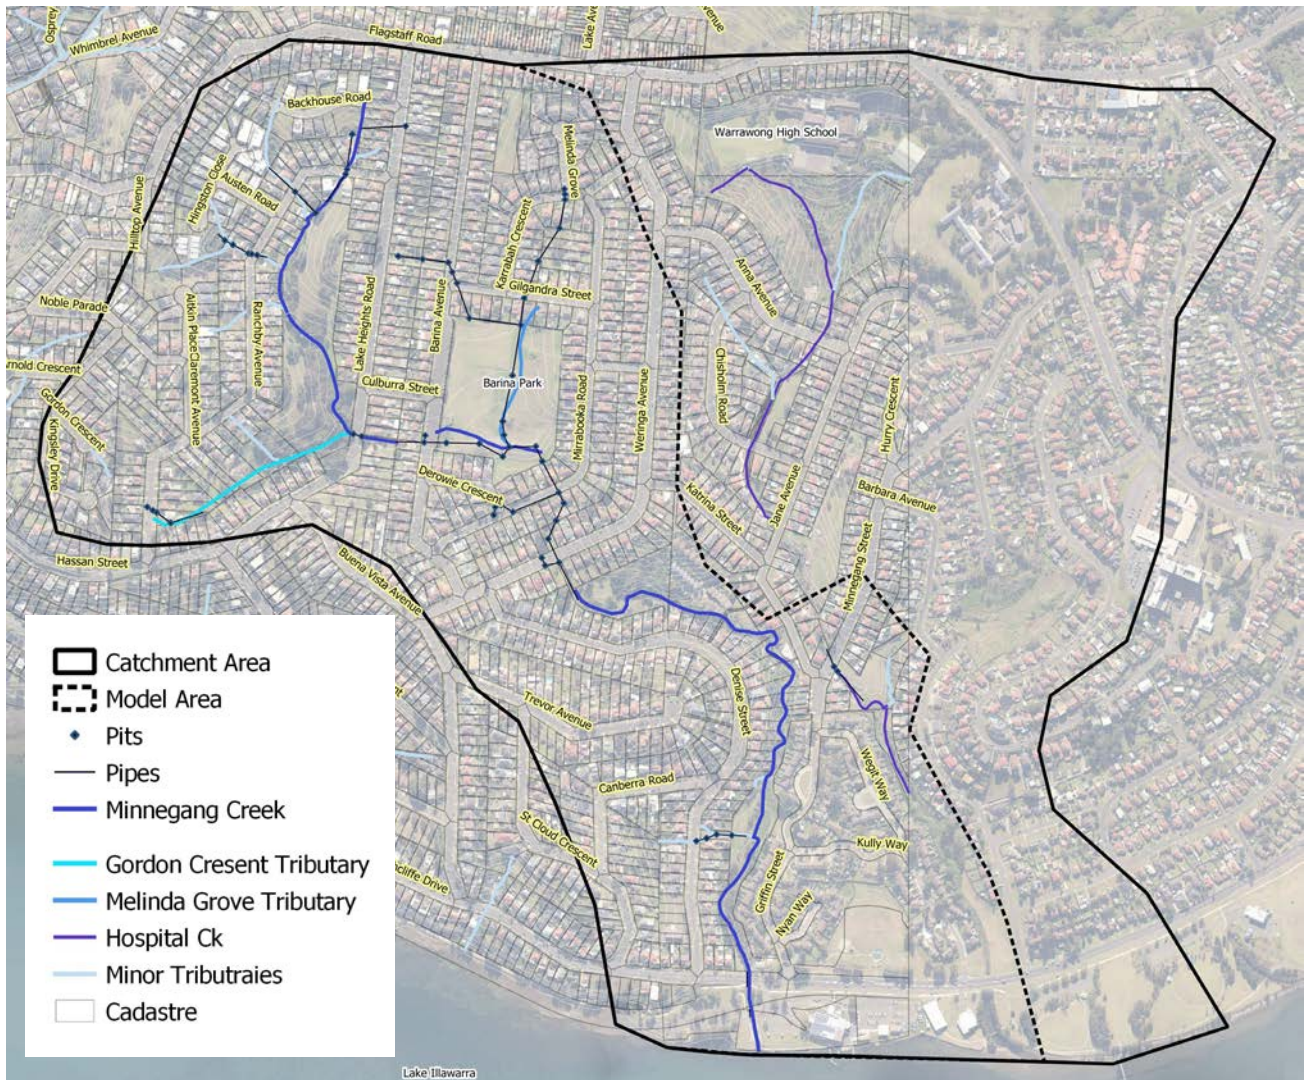 Osprey
Whimbrel Avenue
Flagstaff Road
Lake Av
venue
Backhouse Road
Melinda Grove
Warrawong High School
Hingston Close
Austen Road
Hilltop Avenue
Karrabah Crescent
Anna Avenue
Gilgandra Street
Noble Parade
Aitkin Place
Claremont Avenue
Ranchby Avenue
Lake Heights Road
Barina Avenue
Arnold Crescent
Culburra Street
Barina Park
Mirrabooka Road
Weringa Avenue
Chisholm Road
Hurry Crescent
Gordon Crescent
Kingsley Drive
Derowie Crescent
Katrina Street
Jane Avenue
Barbara Avenue
Hassan Street
Buena Vista Avenue
Minnegang Street
Denise Street
Trevor Avenue
Wegit Way
Canberra Road
St Cloud Crescent
Kully Way
Griffin Street
Nyan Way
cliffe Drive
Lake Illawarra
Catchment Area
Model Area
Pits
Pipes
Minnegang Creek
Gordon Cresent Tributary
Melinda Grove Tributary
Hospital Ck
Minor Tributraies
Cadastre